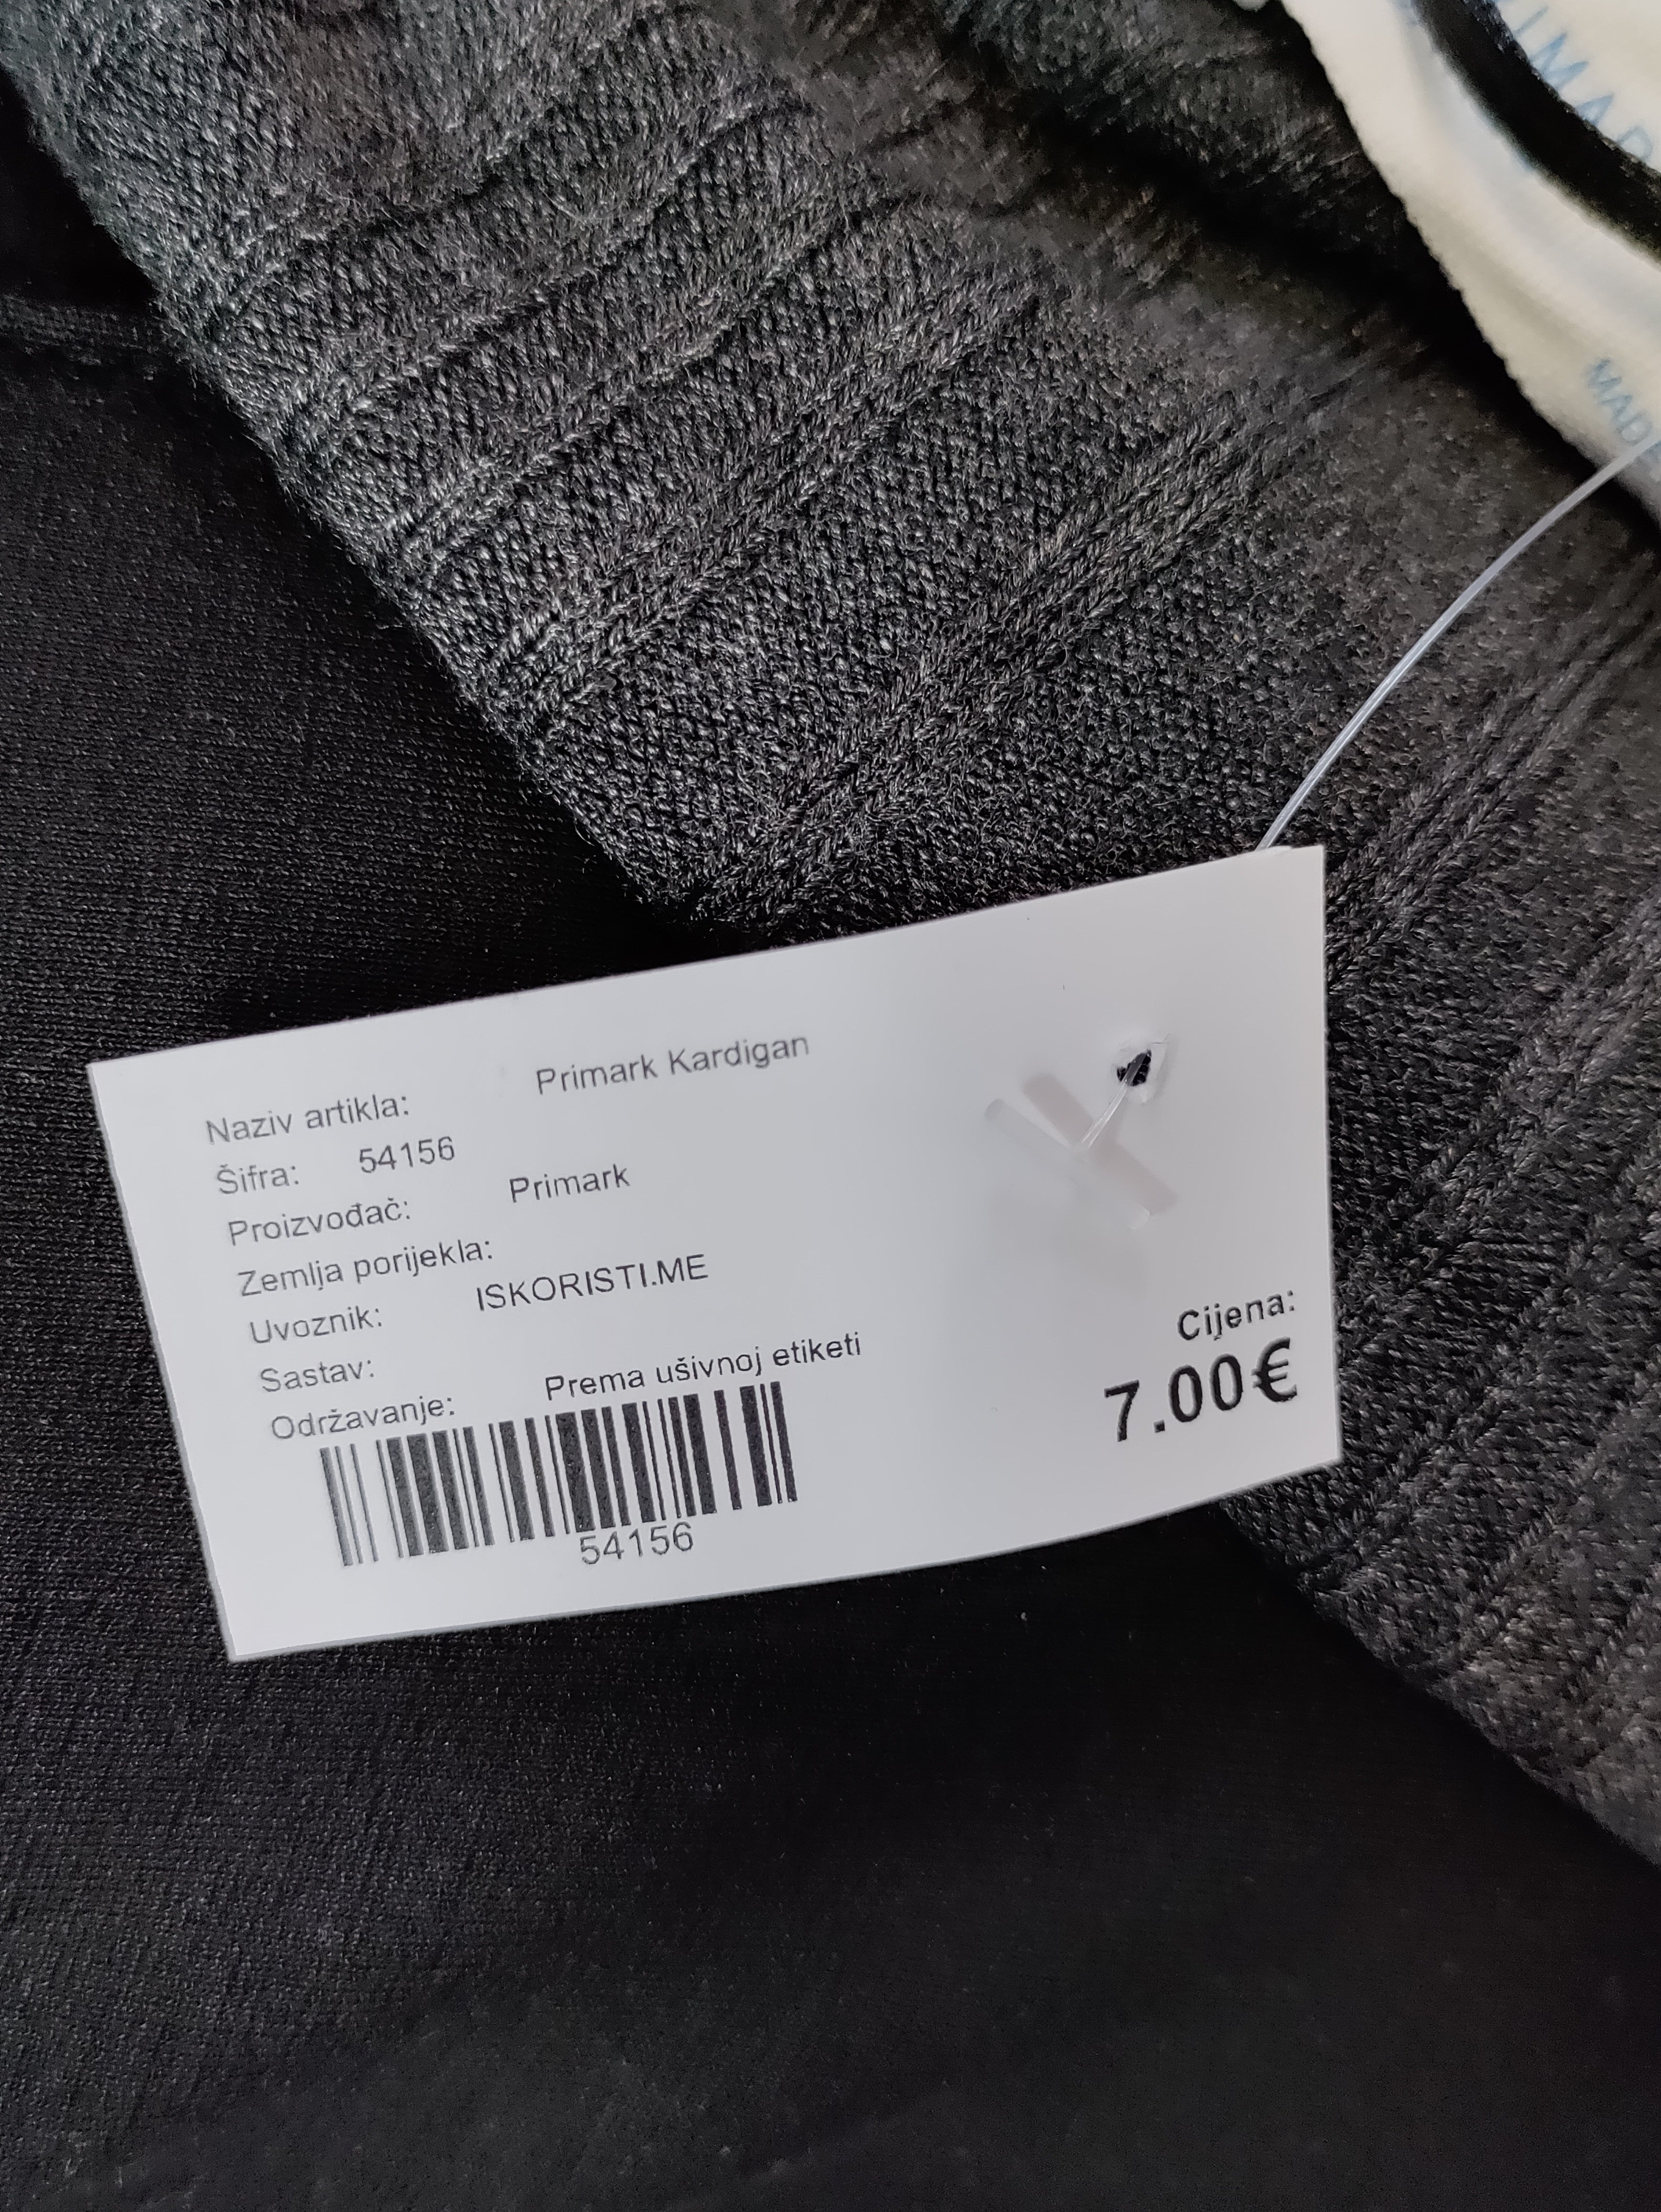 MAD
Naziv artikla: Primark Kardigan
Šifra: 54156
Proizvođač: Primark
Zemlja porijekla:
Uvoznik: ISKORISTI.ME
Sastav:
Održavanje: Prema ušivnoj etiketi
54156
Cijena:
7.00€